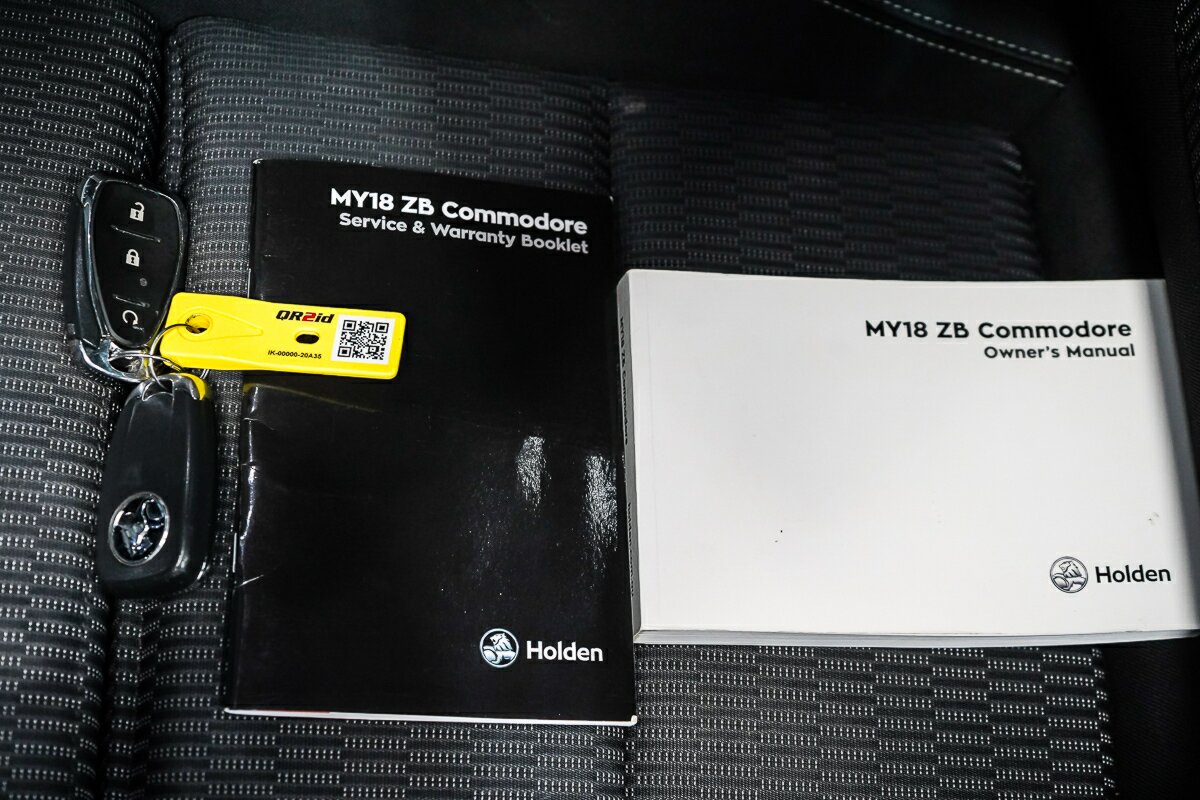 MY18 ZB Commodore
Service & Warranty Booklet
QR2id
IK-00000-20A35
Holden
MY18 ZB Commodore
Owner's Manual
Holden